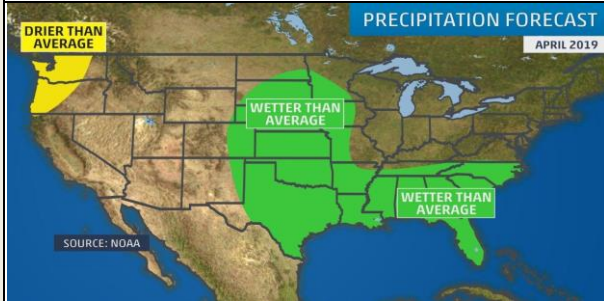 PRECIPITATION FORECAST
APRIL 2019
DRIER THAN
AVERAGE
WETTER THAN
AVERAGE
WETTER THAN
AVERAGE
SOURCE: NOAA